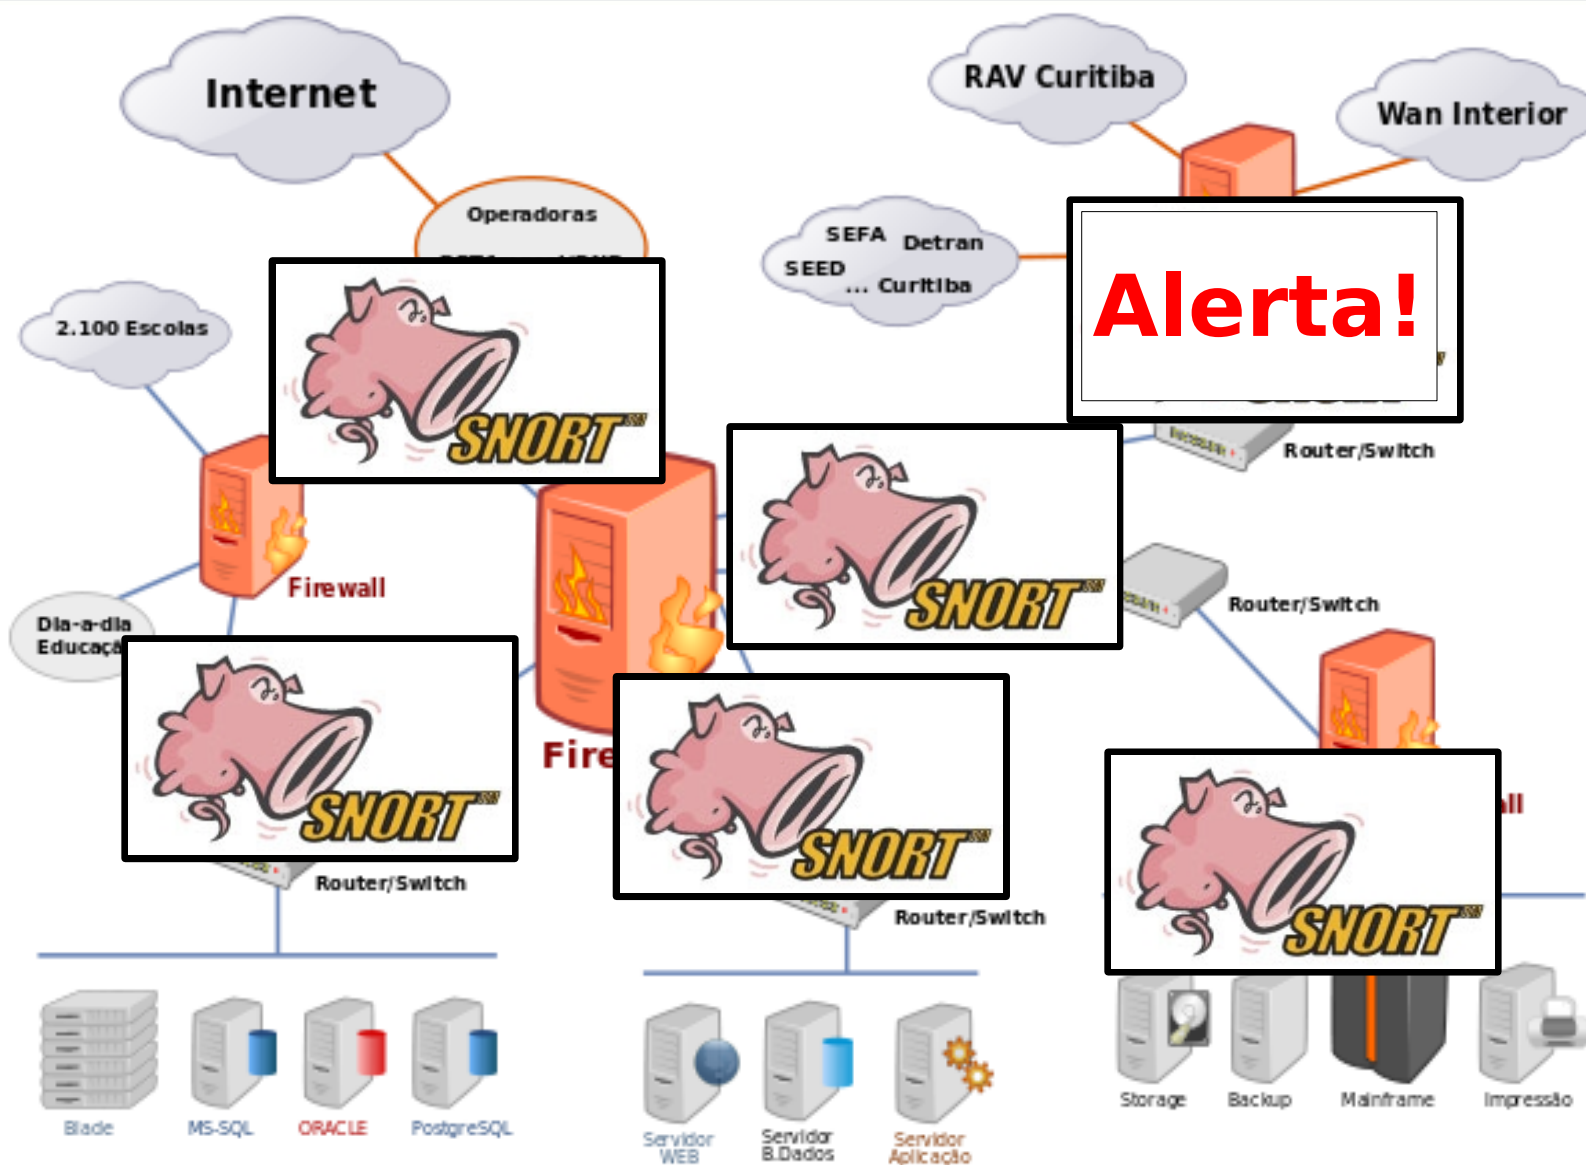 Internet
RAV Curitiba
Wan Interior
Operadoras
SEFA Detran
SEED
... Curitiba
Alerta!
2.100 Escolas
SNORT
Router/Switch
Firewall
SNORT
Router/Switch
Dia-a-dia
Educaçã
Fire
SNORT
SNORT
all
SNORT
Router/Switch
Router/Switch
Blade
MS-SQL
ORACLE
PostgreSQL
Servidor
WEB
Servidor
B.Dados
Servidor
Aplicação
Storage
Backup
Mainframe
Impressão